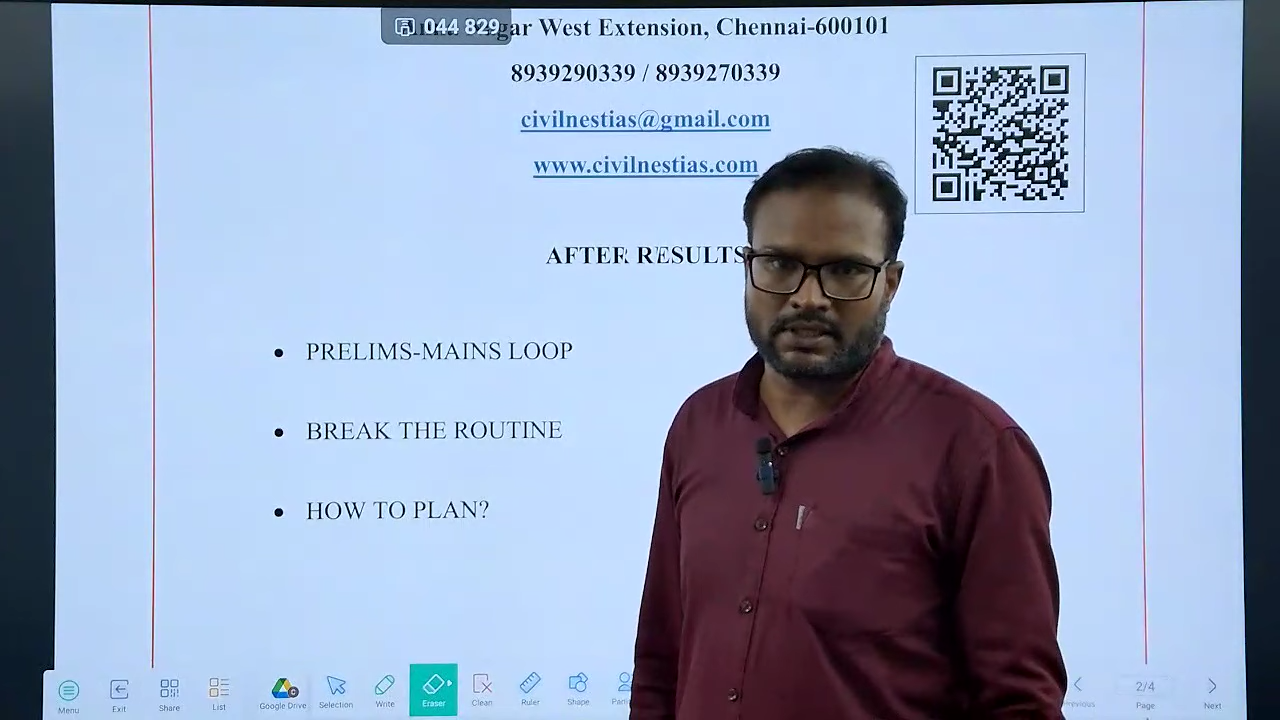 044 829
West Extension, Chennai-600101
8939290339 / 8939270339
civilnestias@gmail.com
www.civilnestias.com
AFTER RESULTS
• PRELIMS-MAINS LOOP
• BREAK THE ROUTINE
• HOW TO PLAN?
Menu
Exit
Share
List
Google Drive
Selection
Write
Eraser
Clean
Ruler
Shape
2/4
Page
Next